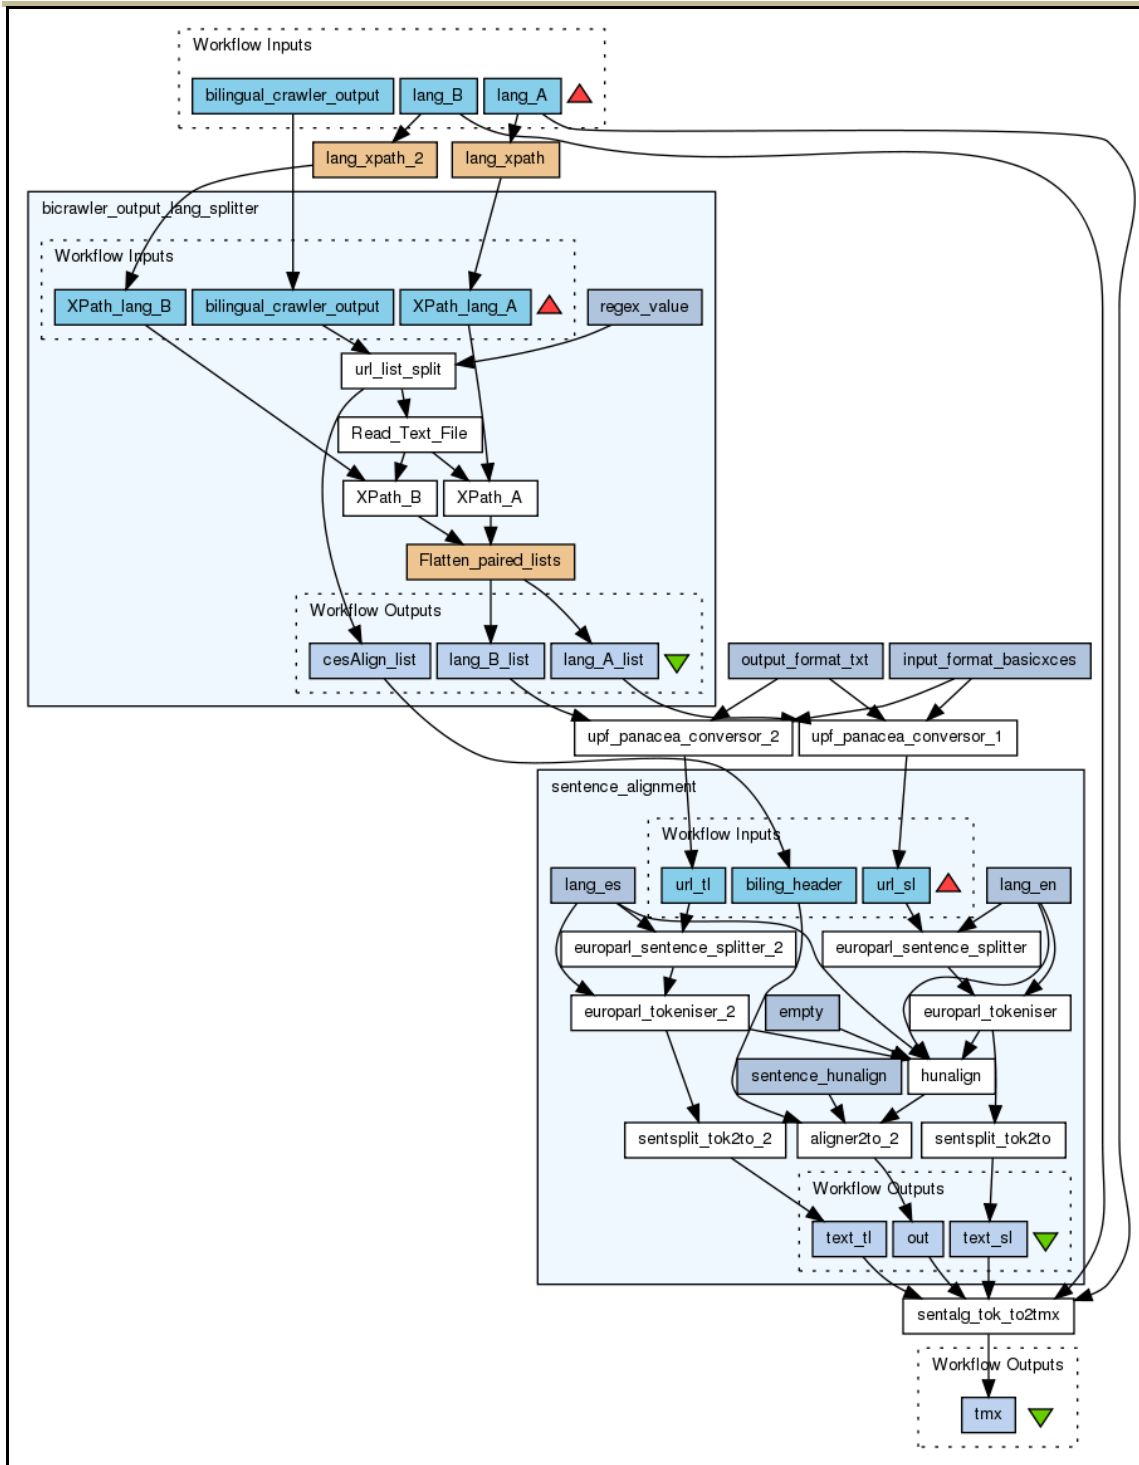 Workflow Inputs
bilingual_crawler_output
lang_B
lang_A
lang_xpath_2
lang_xpath
bicrawler_output_lang_splitter
Workflow Inputs
XPath_lang_B
bilingual_crawler_output
XPath_lang_A
regex_value
url_list_split
Read_Text_File
XPath_B
XPath_A
Flatten_paired_lists
Workflow Outputs
cesAlign_list
lang_B_list
lang_A_list
output_format_txt
input_format_basicxces
upf_panacea_conversor_2
upf_panacea_conversor_1
sentence_alignment
Workflow Inputs
lang_es
url_tl
biling_header
url_sl
lang_en
europarl_sentence_splitter_2
europarl_sentence_splitter
europarl_tokeniser_2
empty
europarl_tokeniser
sentence_hunalign
hunalign
sentsplit_tok2to_2
aligner2to_2
sentsplit_tok2to
Workflow Outputs
text_tl
out
text_sl
sentalg_tok_to2tmx
Workflow Outputs
tmx